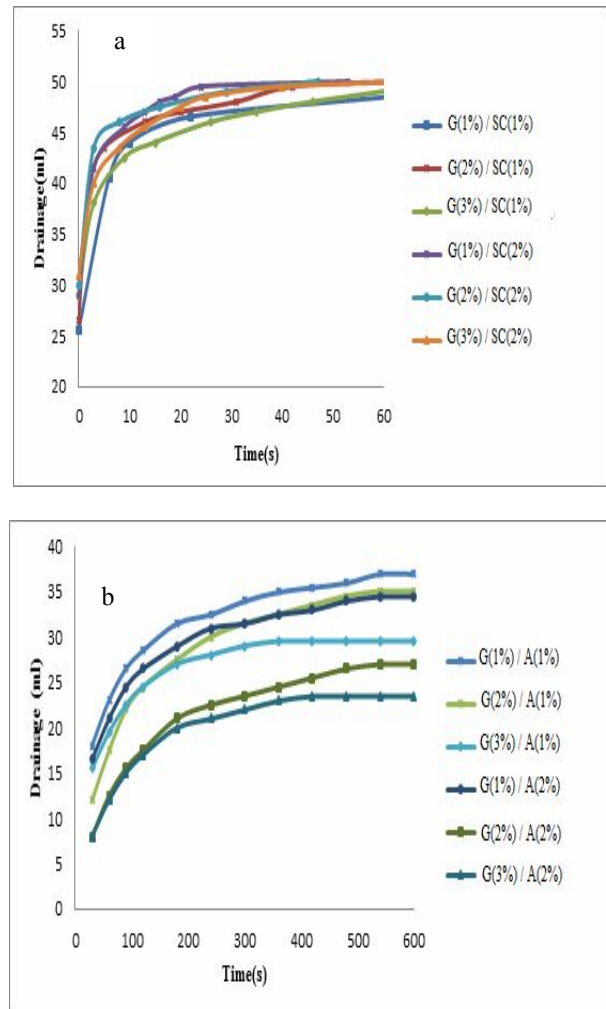 a
55
50
45
40
35
30
25
20
Drainage(ml)
0 10 20 30 40 50 60
Time(s)
G(1%) / SC(1%)
G(2%) / SC(1%)
G(3%) / SC(1%)
G(1%) / SC(2%)
G(2%) / SC(2%)
G(3%) / SC(2%)
b
40
35
30
25
20
15
10
5
0
Drainage (ml)
0 100 200 300 400 500 600
Time(s)
G(1%) / A(1%)
G(2%) / A(1%)
G(3%) / A(1%)
G(1%) / A(2%)
G(2%) / A(2%)
G(3%) / A(2%)